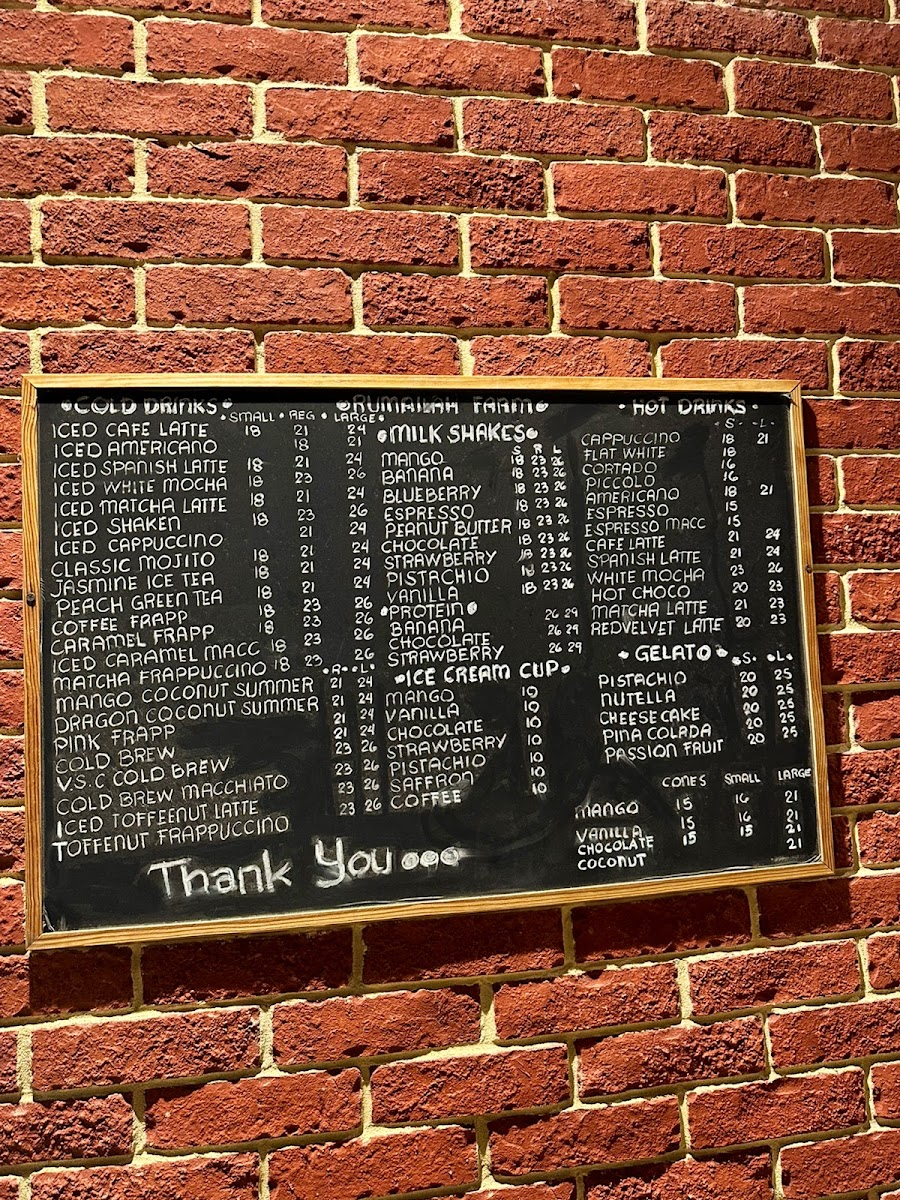 COLD DRINKS • SMALL • REG • LARGE •
ICED CAFE LATTE 18 21 24
ICED AMERICANO 18 21
ICED SPANISH LATTE 18 21 24
ICED WHITE MOCHA 18 23 26
ICED MATCHA LATTE 18 21 24
ICED SHAKEN 18 23 26
ICED CAPPUCCINO 21 24
CLASSIC MOJITO 18 21 24
JASMINE ICE TEA 18 21 24
PEACH GREEN TEA 18 21 24
COFFEE FRAPP 18 23 26
CARAMEL FRAPP 18 23 26
ICED CARAMEL MACC 18 23 26
MATCHA FRAPPUCCINO 18 23 26
•R• •L•
MANGO COCONUT SUMMER 21 24
DRAGON COCONUT SUMMER 21 24
PINK FRAPP
COLD BREW 21 24
V.S.C COLD BREW 23 26
COLD BREW MACCHIATO 23 26
ICED TOFFEENUT LATTE 23 26
TOFFENUT FRAPPUCCINO 23 26
Thank You
RUMAILAH FARM
MILK SHAKES S R L
MANGO 18 23 26
BANANA 18 23 26
BLUEBERRY 18 23 26
ESPRESSO 18 23 26
PEANUT BUTTER 18 23 26
CHOCOLATE 18 23 26
STRAWBERRY 18 23 26
PISTACHIO 18 23 26
VANILLA 18 23 26
PROTEIN
BANANA 26 29
CHOCOLATE 26 29
STRAWBERRY 26 29
ICE CREAM CUP
MANGO 10
VANILLA 10
CHOCOLATE 10
STRAWBERRY 10
PISTACHIO 10
SAFFRON 10
COFFEE 10
• HOT DRINKS •
-S- -L-
CAPPUCCINO 18 21
FLAT WHITE 18
CORTADO 16
PICCOLO 16
AMERICANO 18 21
ESPRESSO 15
ESPRESSO MACC 15
CAFE LATTE 21 24
SPANISH LATTE 21 24
WHITE MOCHA 23 26
HOT CHOCO 20 23
MATCHA LATTE 21 23
REDVELVET LATTE 20 23
• GELATO • •S• •L•
PISTACHIO 20 25
NUTELLA 20 25
CHEESE CAKE 20 25
PINA COLADA 20 25
PASSION FRUIT 20 25
CONES SMALL LARGE
MANGO 15 16 21
VANILLA 15 16 21
CHOCOLATE 15 15 21
COCONUT 21